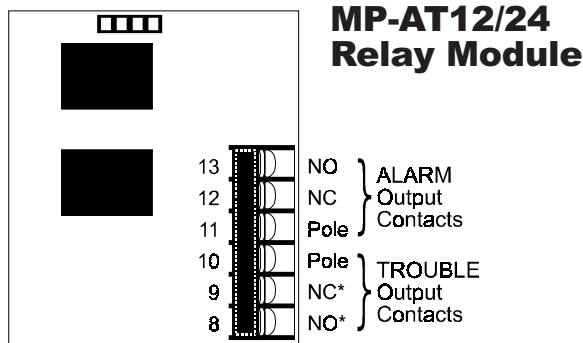 MP-AT12/24
Relay Module
13 NO
12 NC
11 Pole
ALARM
Output
Contacts
10 Pole
9 NC*
8 NO*
TROUBLE
Output
Contacts